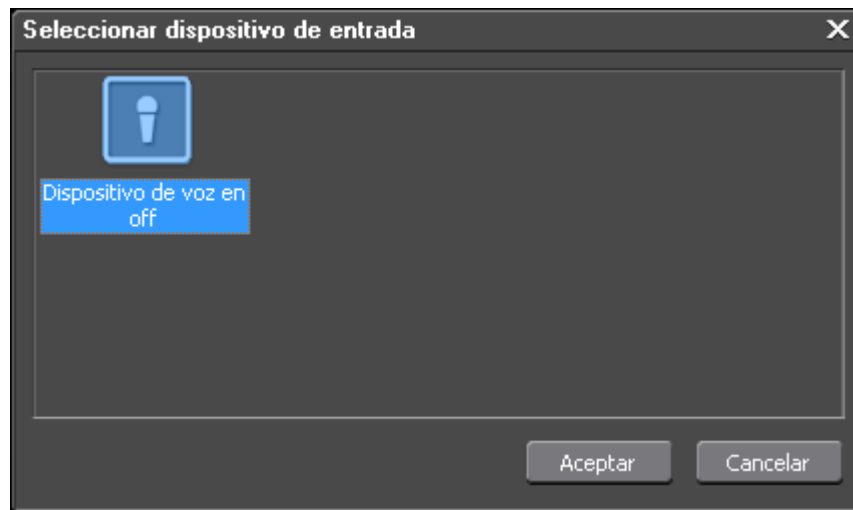 Seleccionar dispositivo de entrada
Dispositivo de voz en
off
Aceptar
Cancelar